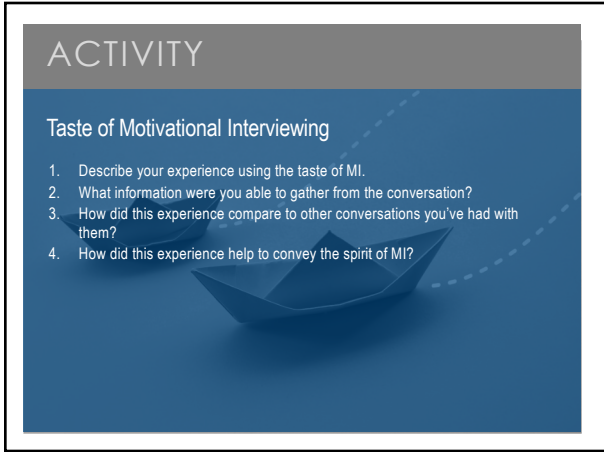 ACTIVITY
Taste of Motivational Interviewing
1. Describe your experience using the taste of MI.
2. What information were you able to gather from the conversation?
3. How did this experience compare to other conversations you've had with
them?
4. How did this experience help to convey the spirit of MI?